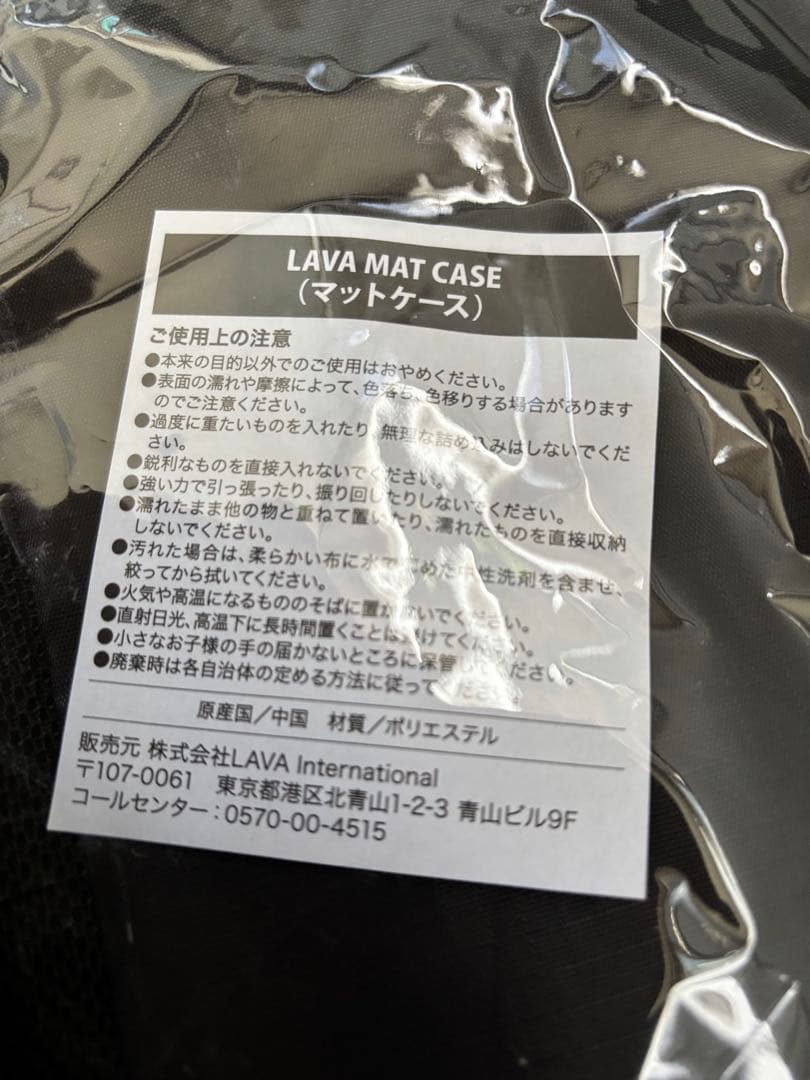 LAVA MAT CASE
(マットケース)
ご使用上の注意
●本来の目的以外でのご使用はおやめください。
●表面の濡れや摩擦によって、色落ち、色移りする場合があります
のでご注意ください。
●過度に重たいものを入れたり、無理な詰め込みはしないでくだ
さい。
●鋭利なものを直接入れないでください。
●強い力で引っ張ったり、振り回したりしないでください。
●濡れたまま他の物と重ねて置いたり、濡れたものを直接収納
しないでください。
●汚れた場合は、柔らかい布に水で 中性洗剤を含ませ、
絞ってから拭いてください。
●火気や高温になるもののそばに置かないでください。
●直射日光、高温下に長時間置くことは避けてください。
●小さなお子様の手の届かないところに保管してください。
●廃棄時は各自治体の定める方法に従って
原産国/中国 材質/ポリエステル
販売元 株式会社LAVA International
〒107-0061 東京都港区北青山1-2-3 青山ビル9F
コールセンター:0570-00-4515